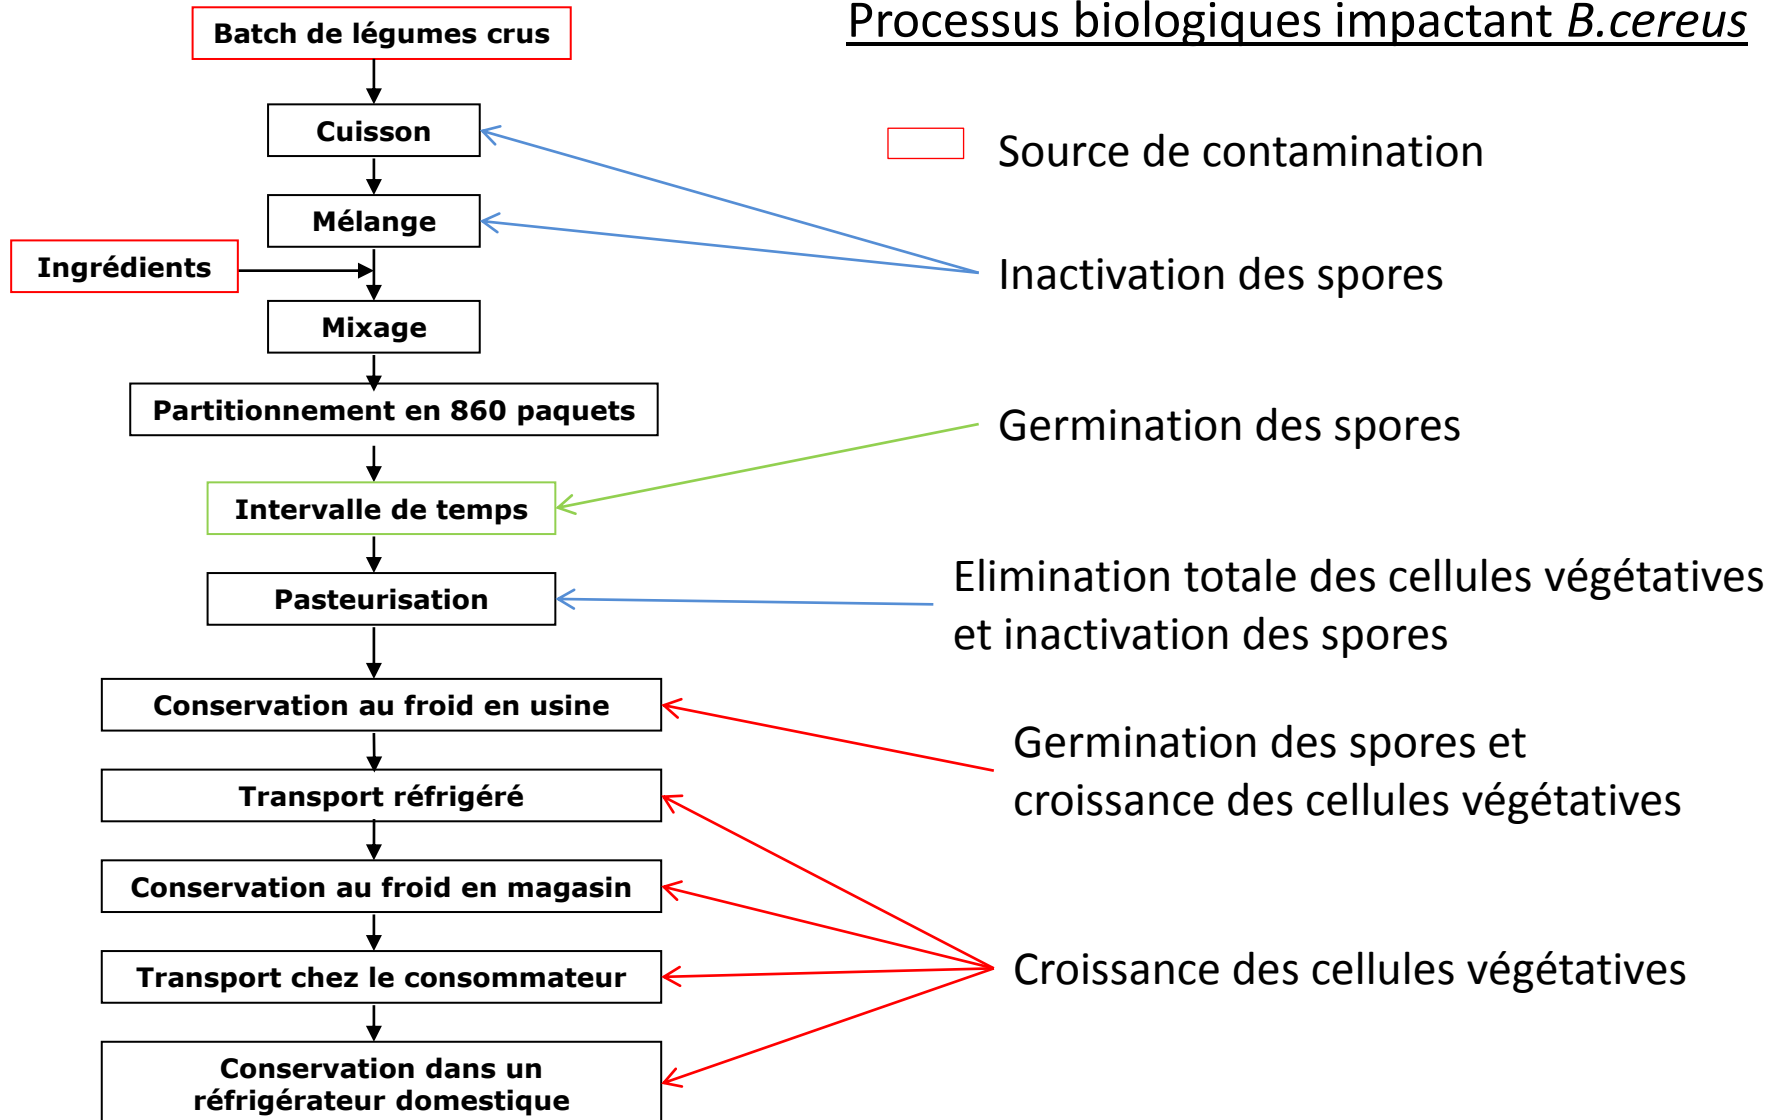 Processus biologiques impactant B.cereus
Batch de légumes crus
Cuisson
Mélange
Ingrédients
Mixage
Partitionnement en 860 paquets
Intervalle de temps
Pasteurisation
Conservation au froid en usine
Transport réfrigéré
Conservation au froid en magasin
Transport chez le consommateur
Conservation dans un
réfrigérateur domestique
Source de contamination
Inactivation des spores
Germination des spores
Elimination totale des cellules végétatives
et inactivation des spores
Germination des spores et
croissance des cellules végétatives
Croissance des cellules végétatives